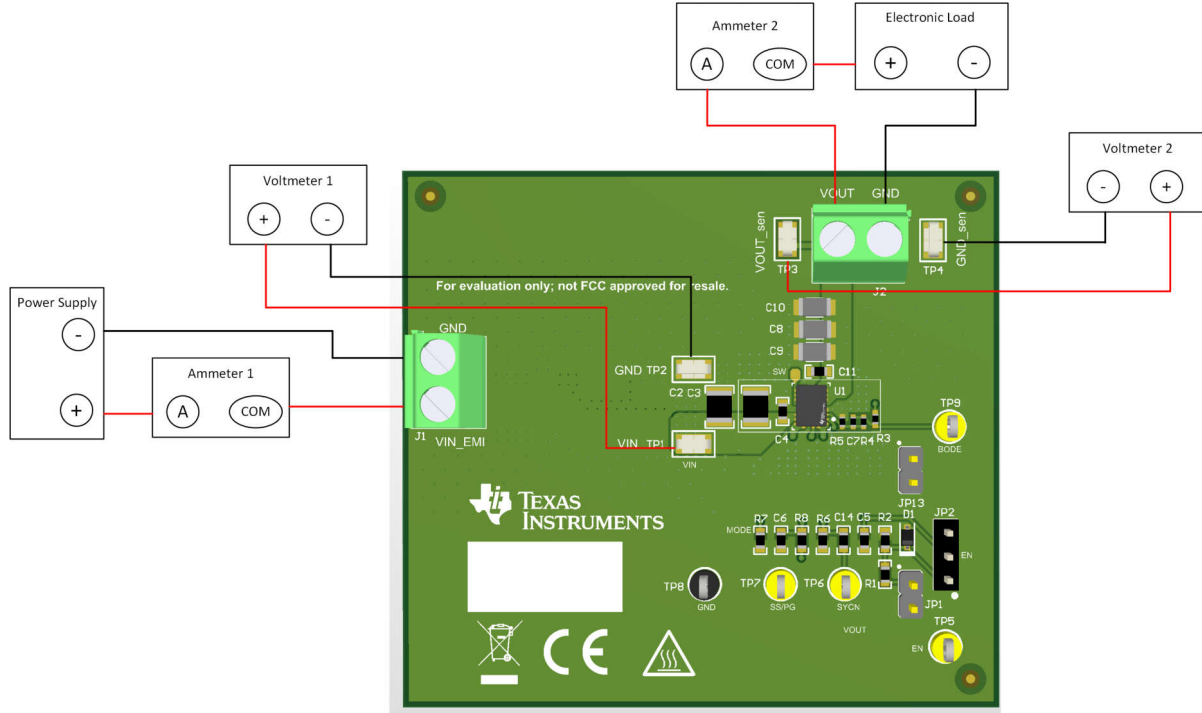 Ammeter 2
A
COM
Electronic Load
+
-
Voltmeter 2
-
+
Voltmeter 1
+
-
Power Supply
-
+
Ammeter 1
A
COM
VOUT
GND
VOUT_sen
TP3
GND_sen
TP4
J2
For evaluation only; not FCC approved for resale.
GND
J1
VIN_EMI
C10
C8
C9
SW
C11
U1
GND TP2
C2 C3
VIN TP1
VIN
C4
R5 C7 R4 R3
TP9
BODE
JP13
TEXAS
INSTRUMENTS
MODE
R7 C6 R8 R6 C14 C5 R2 D1
JP2
EN
R1
JP1
TP8
GND
TP7
SS/PG
TP6
SYCN
VOUT
TP5
EN
CE